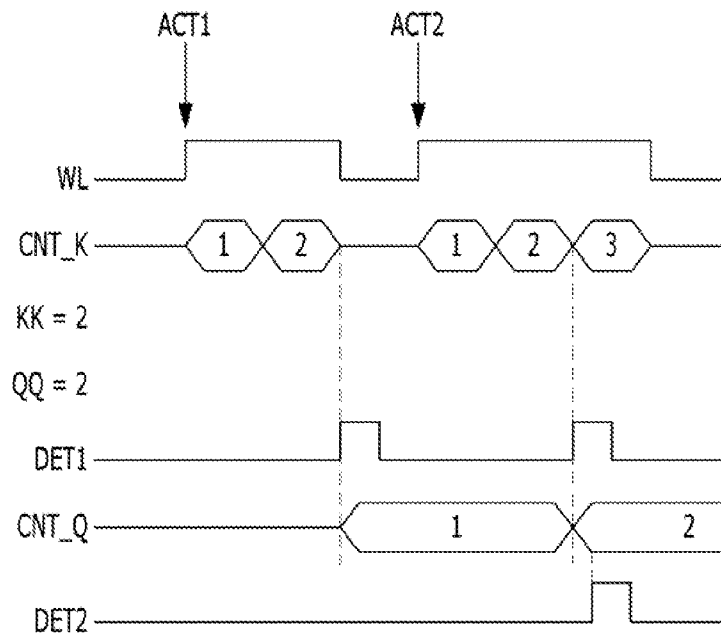 ACT1 ACT2
WL
CNT_K 1 2 1 2 3
KK = 2
QQ = 2
DET1
CNT_Q 1 2
DET2